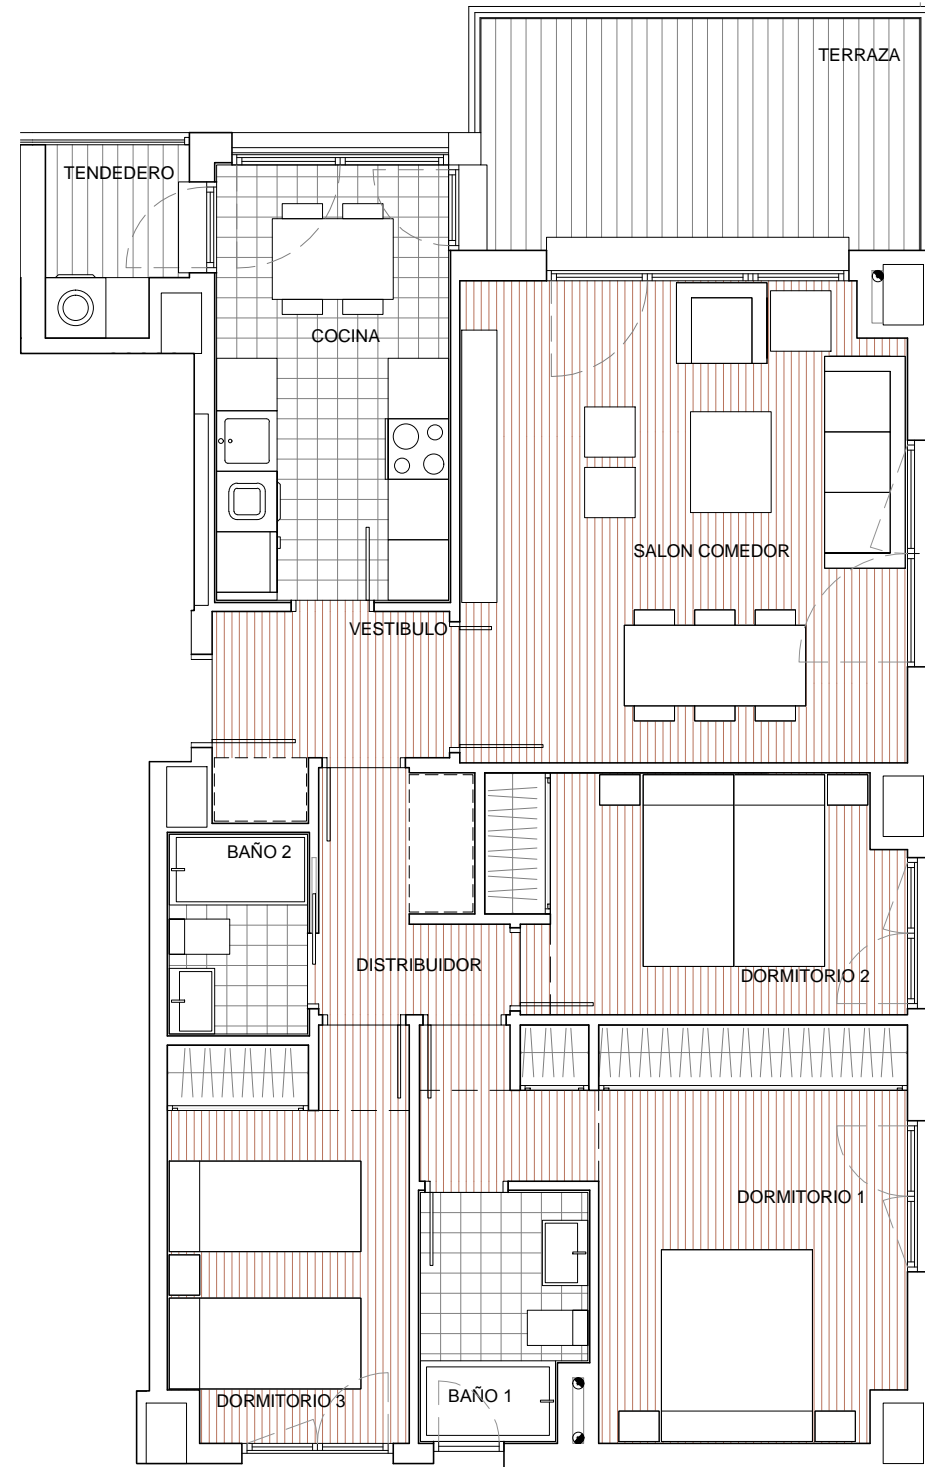 TERRAZA
TENDEDERO
COCINA
SALON COMEDOR
VESTIBULO
BAÑO 2
DISTRIBUIDOR
DORMITORIO 2
DORMITORIO 1
BAÑO 1
DORMITORIO 3